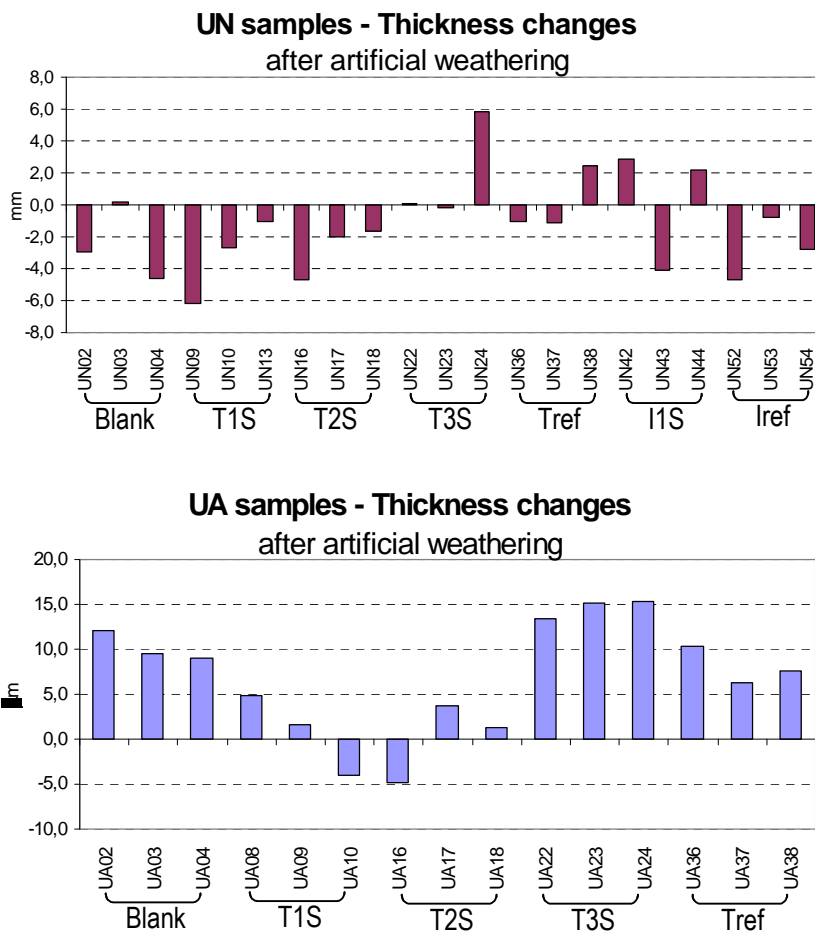 UN samples - Thickness changes
after artificial weathering
8,0
6,0
4,0
2,0
0,0
-2,0
-4,0
-6,0
-8,0
mm
UN02 UN03 UN04 UN09 UN10 UN13 UN16 UN17 UN18 UN22 UN23 UN24 UN36 UN37 UN38 UN42 UN43 UN44 UN52 UN53 UN54
Blank T1S T2S T3S Tref I1S Iref
UA samples - Thickness changes
after artificial weathering
20,0
15,0
10,0
5,0
0,0
-5,0
-10,0
m
UA02 UA03 UA04 UA08 UA09 UA10 UA16 UA17 UA18 UA22 UA23 UA24 UA36 UA37 UA38
Blank T1S T2S T3S Tref